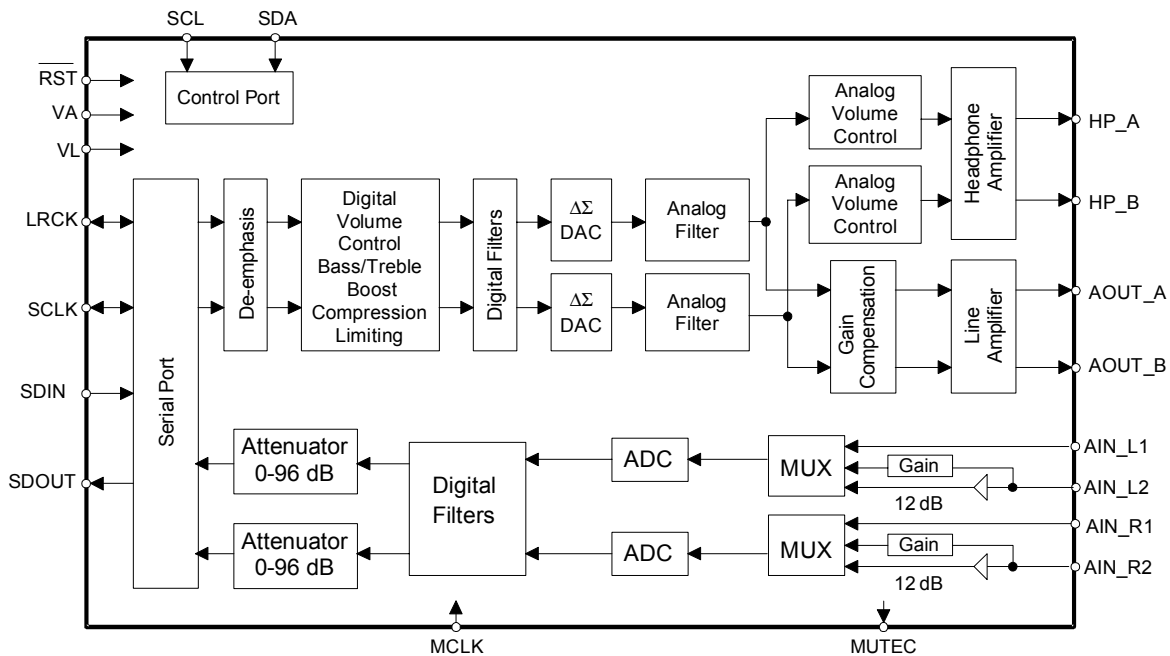 SCL
SDA
RST
VA
VL
LRCK
SCLK
SDIN
SDOUT
Control Port
Serial Port
De-emphasis
Digital
Volume
Control
Bass/Treble
Boost
Compression
Limiting
Digital Filters
ΔΣ
DAC
ΔΣ
DAC
Analog
Filter
Analog
Filter
Analog
Volume
Control
Analog
Volume
Control
Headphone
Amplifier
Gain
Compensation
Line
Amplifier
HP_A
HP_B
AOUT_A
AOUT_B
Attenuator
0-96 dB
Attenuator
0-96 dB
Digital
Filters
ADC
ADC
MUX
Gain
12 dB
MUX
Gain
12 dB
AIN_L1
AIN_L2
AIN_R1
AIN_R2
MCLK
MUTEC